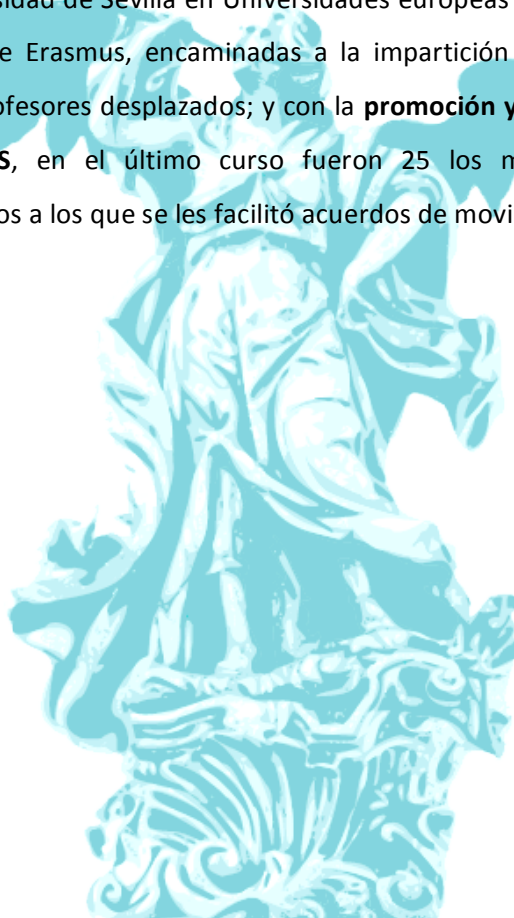 sidad de Sevilla en Universidades europeas
e Erasmus, encaminadas a la impartición
ofesores desplazados; y con la promoción y
S, en el último curso fueron 25 los m
os a los que se les facilitó acuerdos de movi